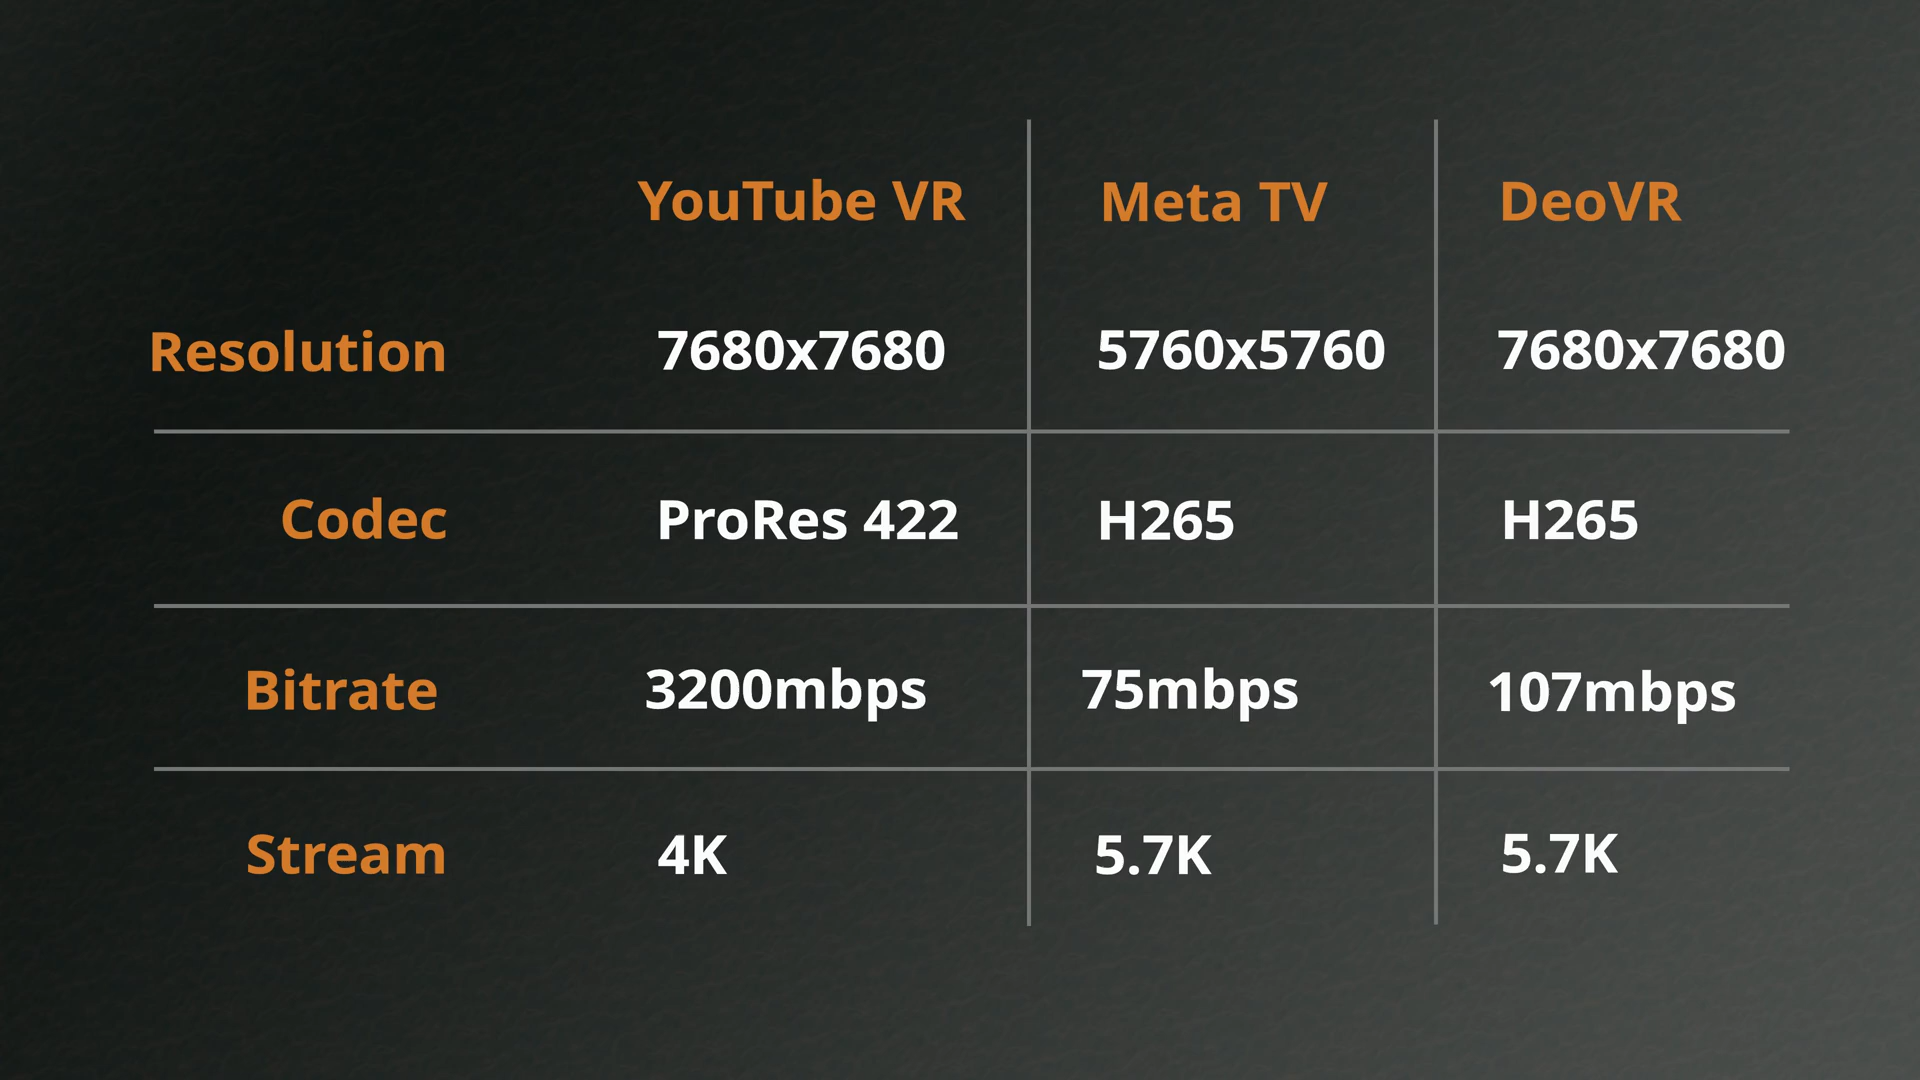 YouTube VR Meta TV DeoVR
Resolution 7680x7680 5760x5760 7680x7680
Codec ProRes 422 H265 H265
Bitrate 3200mbps 75mbps 107mbps
Stream 4K 5.7K 5.7K